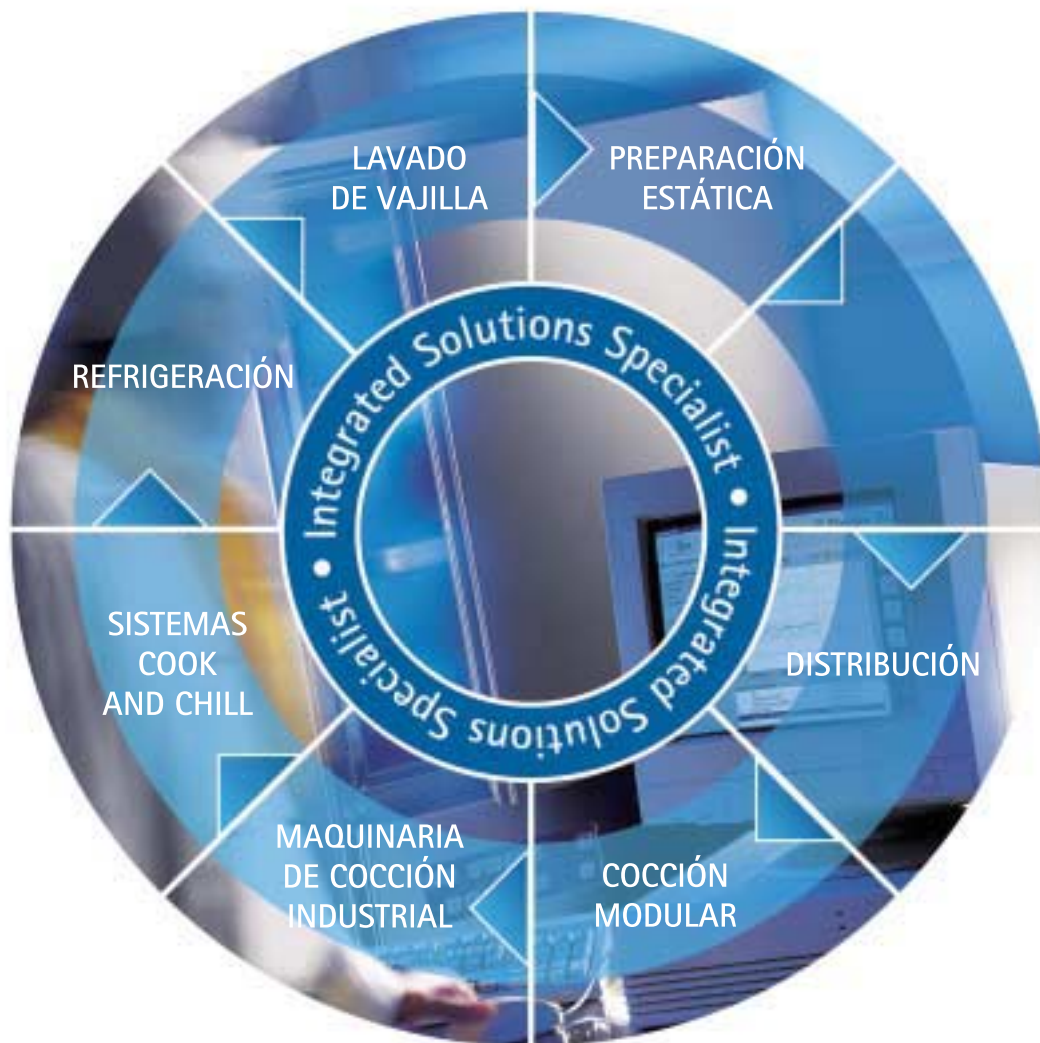 LAVADO
DE VAJILLA
PREPARACIÓN
ESTÁTICA
REFRIGERACIÓN
Integrated Solutions Specialist • Integrated Solutions Specialist •
SISTEMAS
COOK
AND CHILL
DISTRIBUCIÓN
MAQUINARIA
DE COCCIÓN
INDUSTRIAL
COCCIÓN
MODULAR